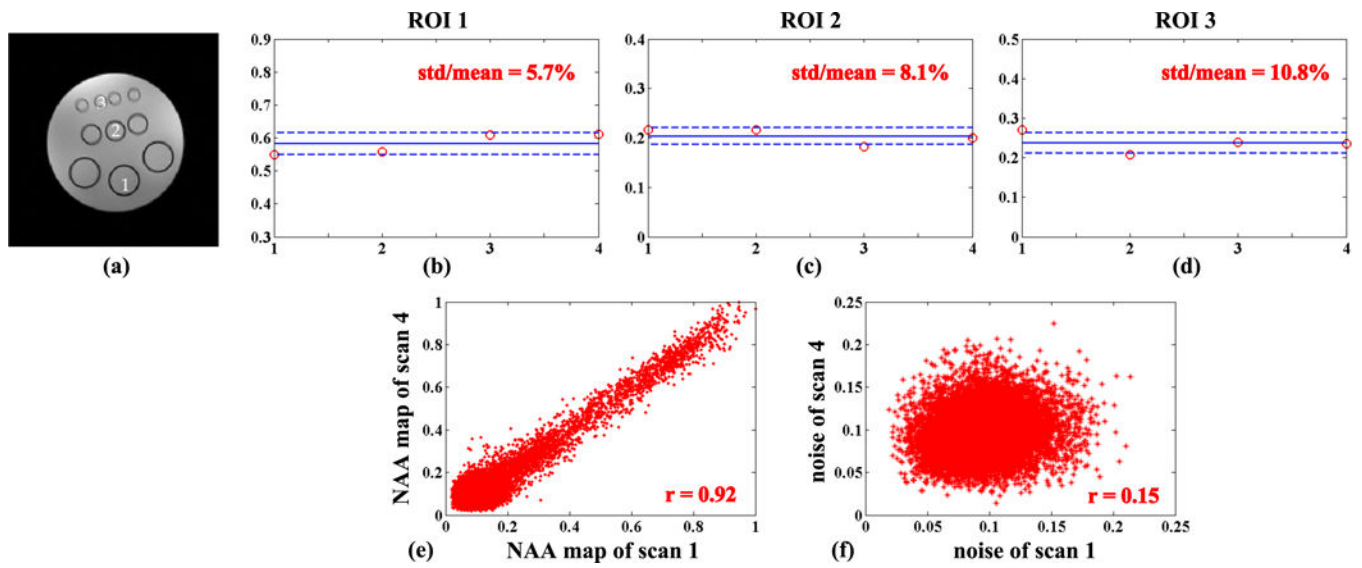 ROI 1
ROI 2
ROI 3
3
2
1
(a)
0.9
0.8
0.7
0.6
0.5
0.4
0.3
std/mean = 5.7%
1 2 3 4
(b)
0.4
0.3
0.2
0.1
0
std/mean = 8.1%
1 2 3 4
(c)
0.5
0.4
0.3
0.2
0.1
0
std/mean = 10.8%
1 2 3 4
(d)
NAA map of scan 4
1
0.8
0.6
0.4
0.2
0
r = 0.92
0 0.2 0.4 0.6 0.8 1
(e) NAA map of scan 1
noise of scan 4
0.25
0.2
0.15
0.1
0.05
0
r = 0.15
0 0.05 0.1 0.15 0.2 0.25
(f) noise of scan 1